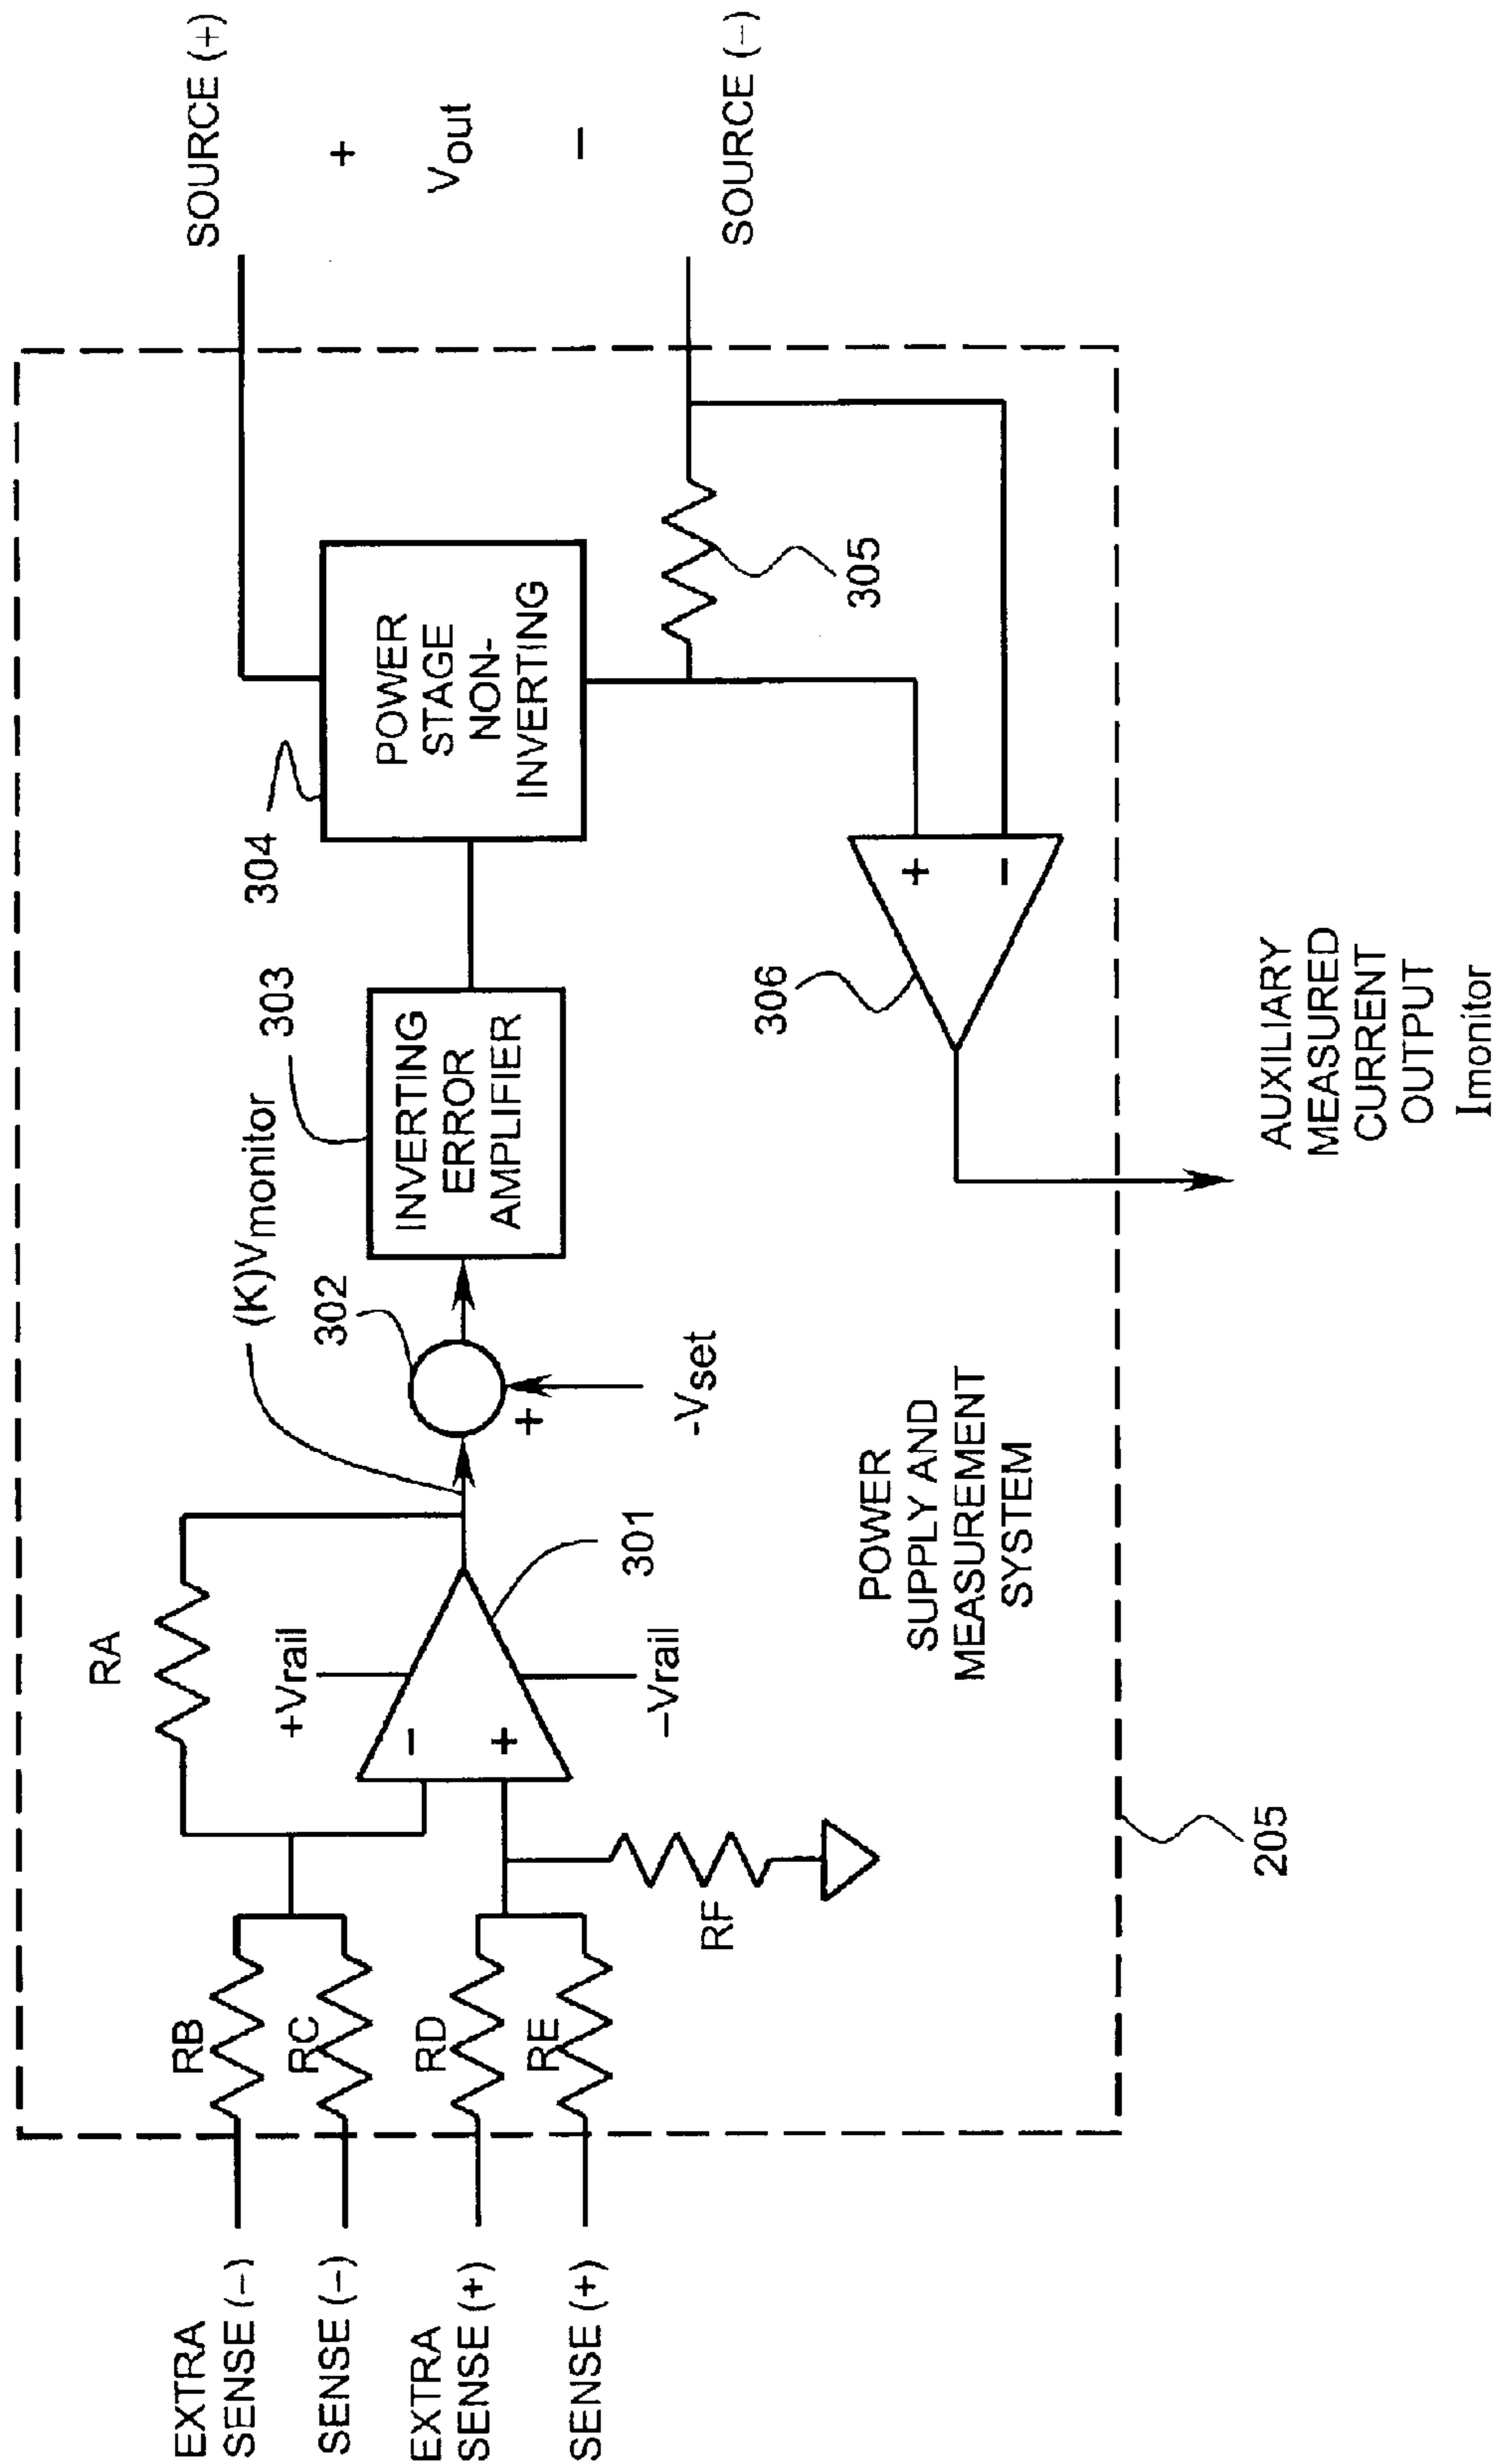 EXTRA
SENSE (–)
SENSE (–)
EXTRA
SENSE (+)
SENSE (+)
RB
RC
RD
RE
RF
RA
+Vrail
–Vrail
–
+
301
(K)Vmonitor
302
+
-Vset
303
INVERTING
ERROR
AMPLIFIER
304
POWER
STAGE
NON-
INVERTING
305
306
+
–
SOURCE (+)
+
Vout
–
SOURCE (–)
POWER
SUPPLY AND
MEASUREMENT
SYSTEM
205
AUXILIARY
MEASURED
CURRENT
OUTPUT
Imonitor